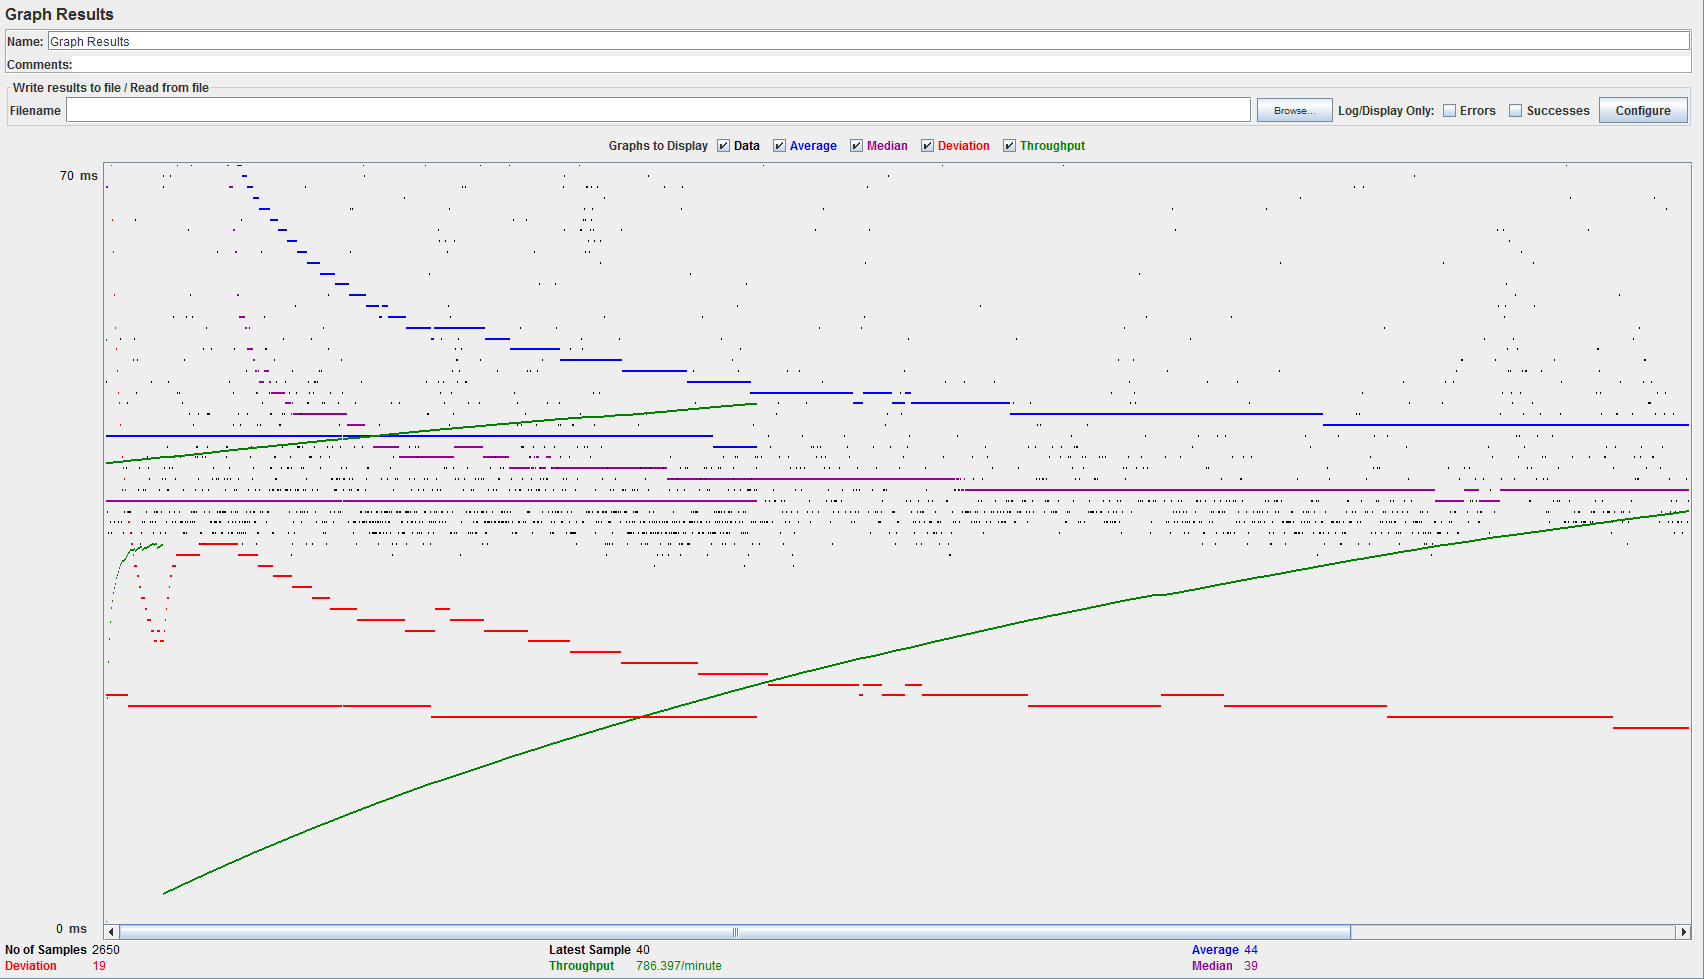 Graph Results
Name: Graph Results
Comments:
Write results to file / Read from file
Filename Browse... Log/Display Only: Errors Successes Configure
Graphs to Display Data Average Median Deviation Throughput
70 ms
0 ms
No of Samples 2650 Latest Sample 40 Average 44
Deviation 19 Throughput 786.397/minute Median 39